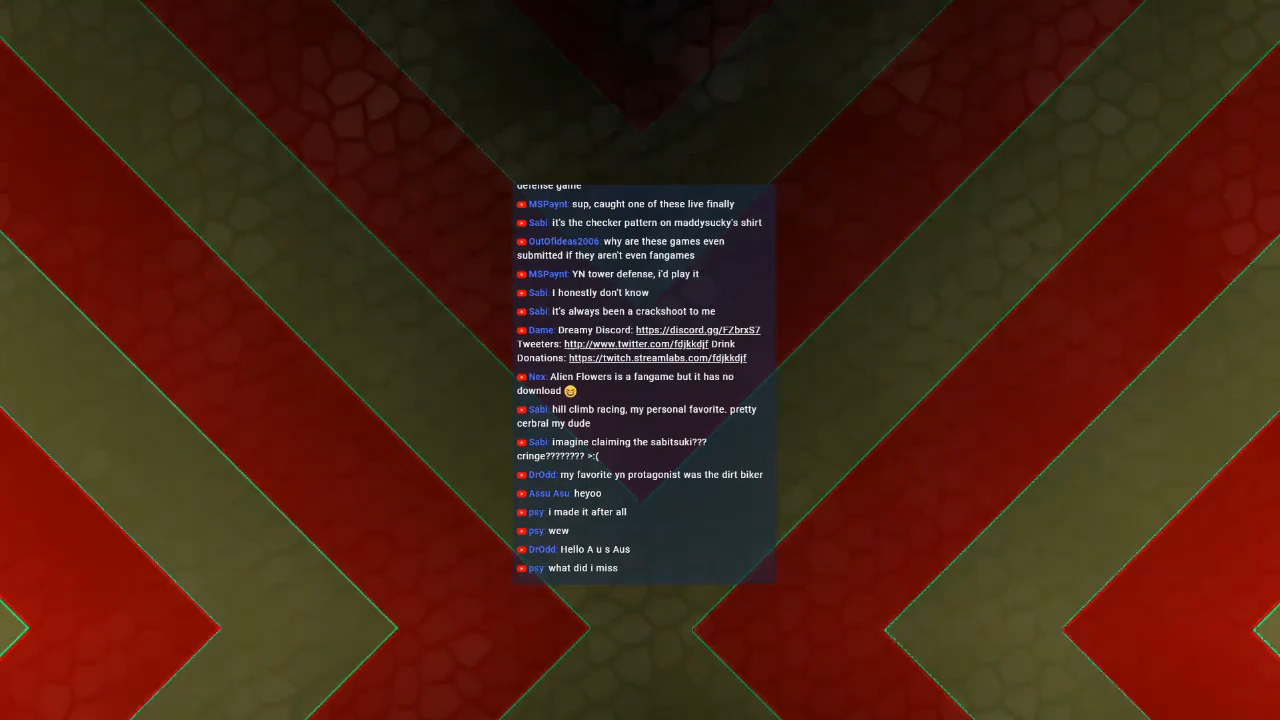 defense game
MSPaynt: sup, caught one of these live finally
Sabi: it's the checker pattern on maddysucky's shirt
OutOfideas2006: why are these games even
submitted if they aren't even fangames
MSPaynt: YN tower defense, i'd play it
Sabi: I honestly don't know
Sabi: It's always been a crackshoot to me
Dame: Dreamy Discord: https://discord.gg/FZbrxS7
Tweeters: http://www.twitter.com/fdjkkdjf Drink
Donations: https://twitch.streamlabs.com/fdjkkdjf
Nex: Alien Flowers is a fangame but it has no
download 😆
Sabi: hill climb racing, my personal favorite. pretty
cerbral my dude
Sabi: imagine claiming the sabitsuki???
cringe???????? >:(
DrOdd: my favorite yn protagonist was the dirt biker
Assu Asu: heyoo
psy: i made it after all
psy: wew
DrOdd: Hello A u s Aus
psy: what did i miss